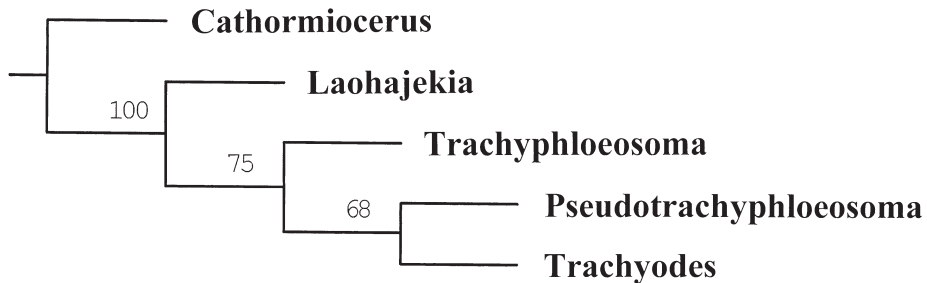 Cathormiocerus
Laohajekia
100
Trachyphloeosoma
75
Pseudotrachyphloeosoma
68
Trachyodes